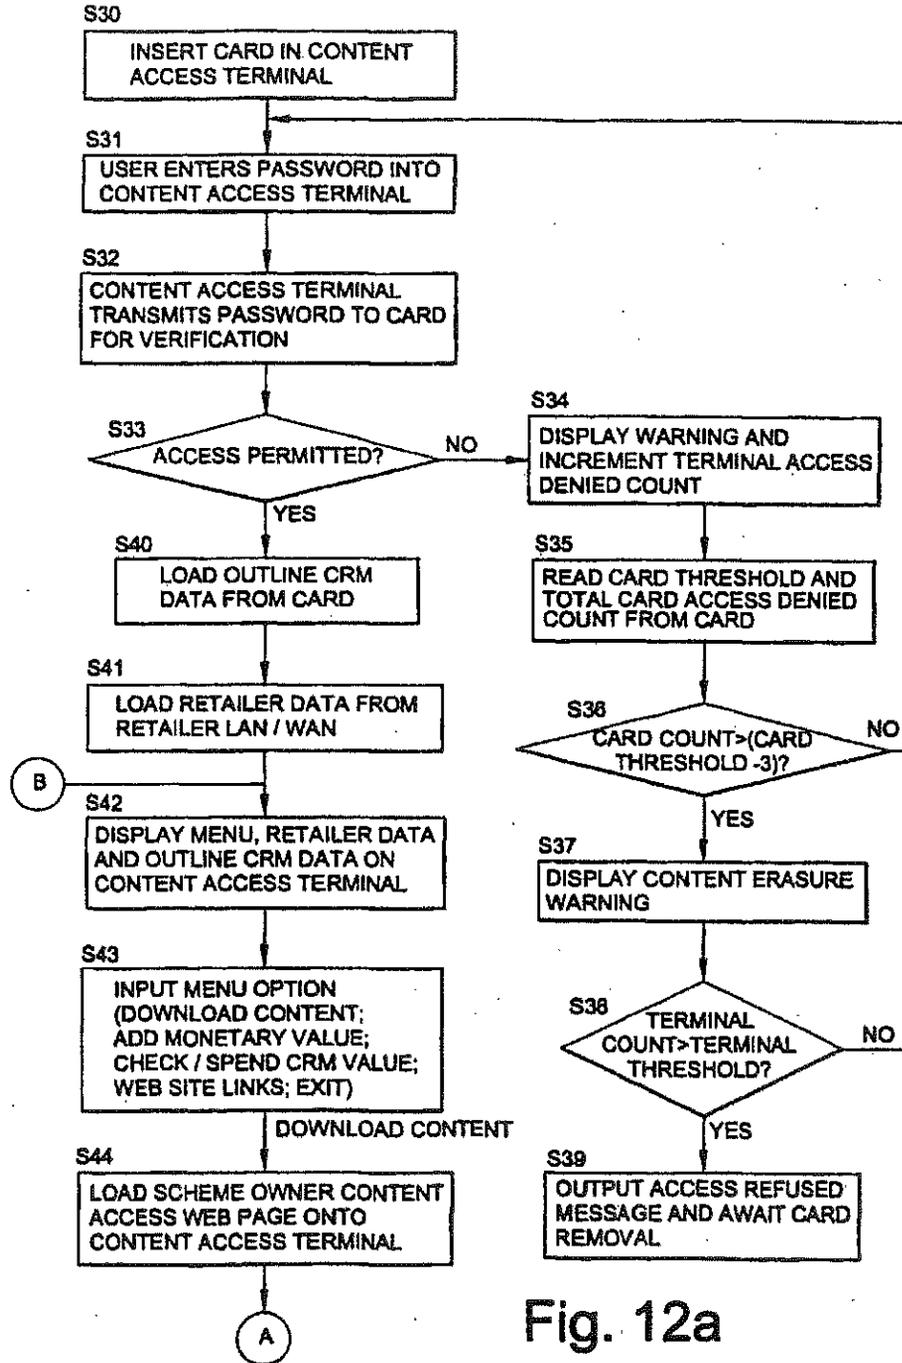 S30
INSERT CARD IN CONTENT
ACCESS TERMINAL
S31
USER ENTERS PASSWORD INTO
CONTENT ACCESS TERMINAL
S32
CONTENT ACCESS TERMINAL
TRANSMITS PASSWORD TO CARD
FOR VERIFICATION
S33
ACCESS PERMITTED?
NO
YES
S34
DISPLAY WARNING AND
INCREMENT TERMINAL ACCESS
DENIED COUNT
S35
READ CARD THRESHOLD AND
TOTAL CARD ACCESS DENIED
COUNT FROM CARD
S36
CARD COUNT>(CARD
THRESHOLD -3)?
NO
YES
S37
DISPLAY CONTENT ERASURE
WARNING
S38
TERMINAL
COUNT>TERMINAL
THRESHOLD?
NO
YES
S39
OUTPUT ACCESS REFUSED
MESSAGE AND AWAIT CARD
REMOVAL
S40
LOAD OUTLINE CRM
DATA FROM CARD
S41
LOAD RETAILER DATA FROM
RETAILER LAN / WAN
B
S42
DISPLAY MENU, RETAILER DATA
AND OUTLINE CRM DATA ON
CONTENT ACCESS TERMINAL
S43
INPUT MENU OPTION
(DOWNLOAD CONTENT;
ADD MONETARY VALUE;
CHECK / SPEND CRM VALUE;
WEB SITE LINKS; EXIT)
DOWNLOAD CONTENT
S44
LOAD SCHEME OWNER CONTENT
ACCESS WEB PAGE ONTO
CONTENT ACCESS TERMINAL
A
Fig. 12a